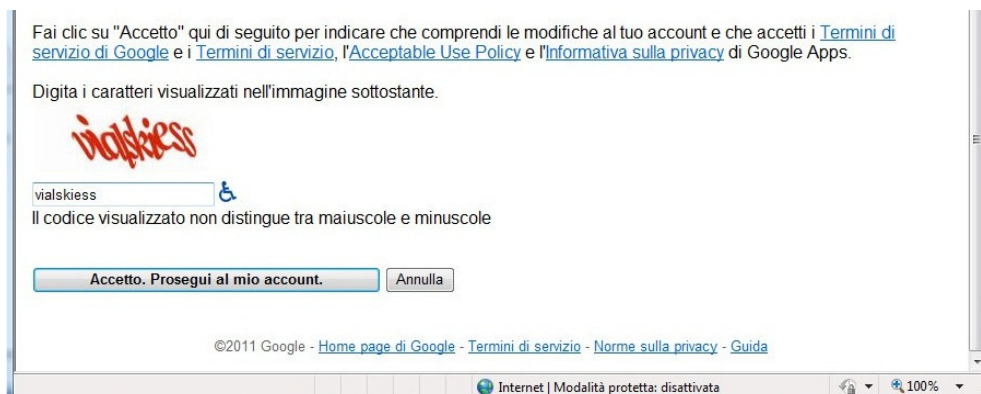 Fai clic su "Accetto" qui di seguito per indicare che comprendi le modifiche al tuo account e che accetti i Termini di
servizio di Google e i Termini di servizio, l'Acceptable Use Policy e l'Informativa sulla privacy di Google Apps.
Digita i caratteri visualizzati nell'immagine sottostante.
vialskiess
vialskiess
Il codice visualizzato non distingue tra maiuscole e minuscole
Accetto. Prosegui al mio account.
Annulla
©2011 Google - Home page di Google - Termini di servizio - Norme sulla privacy - Guida
Internet | Modalità protetta: disattivata
100%